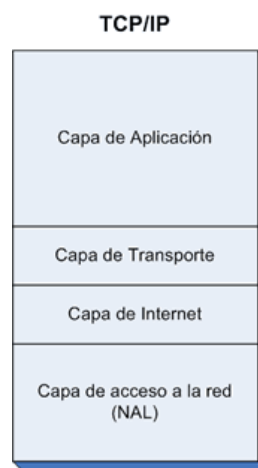 TCP/IP
Capa de Aplicación
Capa de Transporte
Capa de Internet
Capa de acceso a la red
(NAL)